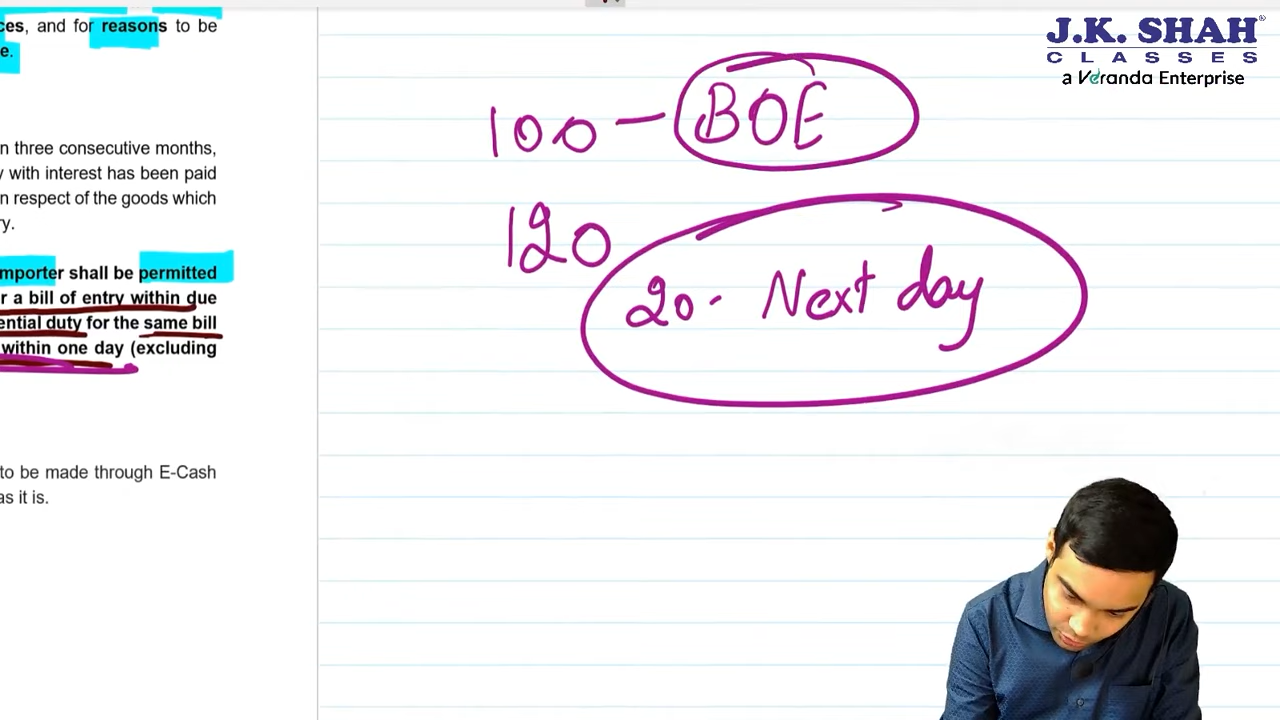 ces, and for reasons to be
e.
n three consecutive months,
y with interest has been paid
n respect of the goods which
ry.
mporter shall be permitted
r a bill of entry within due
ential duty for the same bill
within one day (excluding
to be made through E-Cash
as it is.
100 - BOE
120
20 - Next day
J.K. SHAH®
CLASSES
a Veranda Enterprise